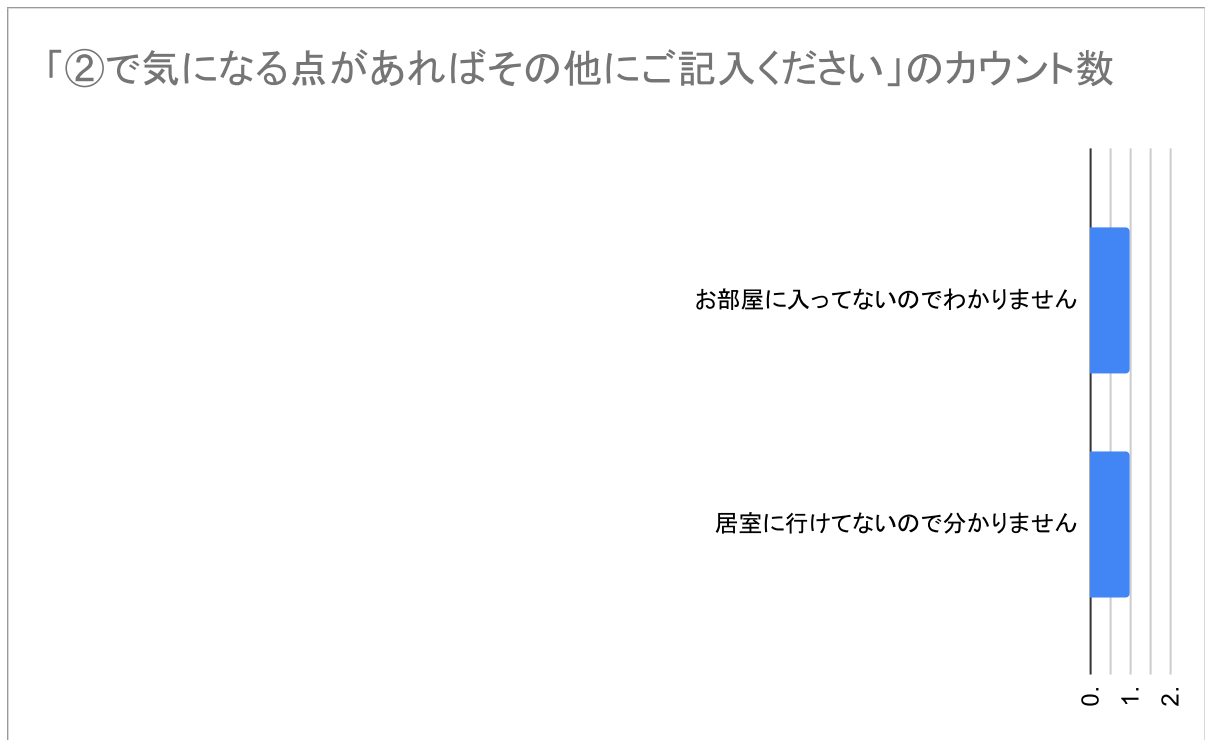 「②で気になる点があればその他にご記入ください」のカウント数
お部屋に入ってないのでわかりません
居室に行けてないので分かりません
0.
1.
2.